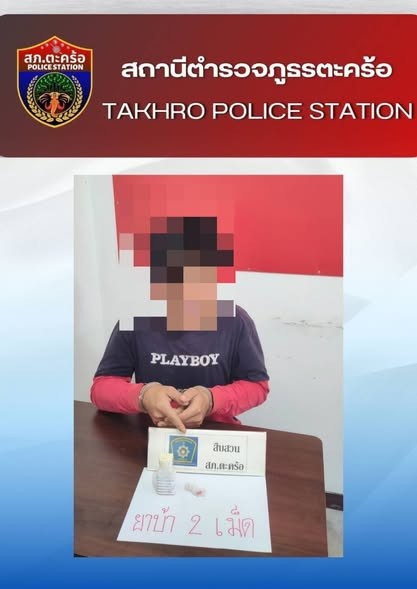 สภ.ตะคร้อ
POLICE STATION
สถานีตำรวจภูธรตะคร้อ
TAKHRO POLICE STATION
PLAYBOY
สืบสวน
สภ.ตะคร้อ
ยาบ้า 2 เม็ด